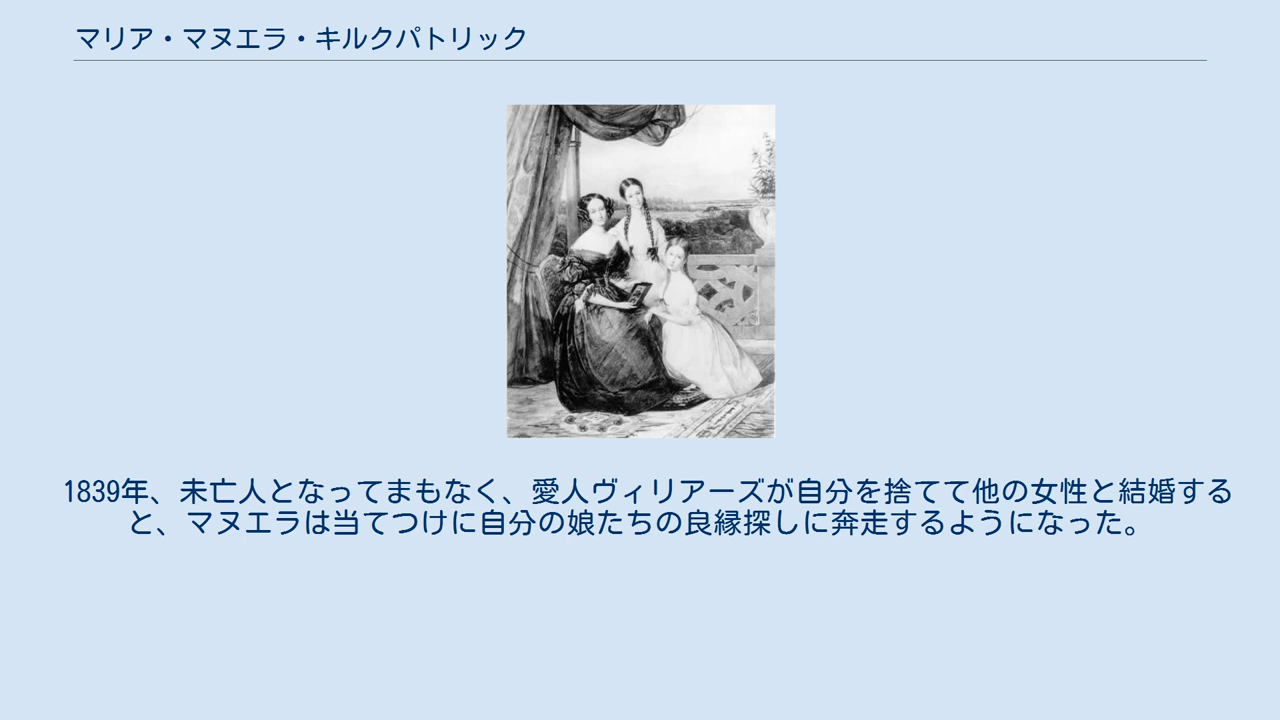 マリア・マヌエラ・キルクパトリック
1839年、未亡人となってまもなく、愛人ヴィリアーズが自分を捨てて他の女性と結婚する
と、マヌエラは当てつけに自分の娘たちの良縁探しに奔走するようになった。